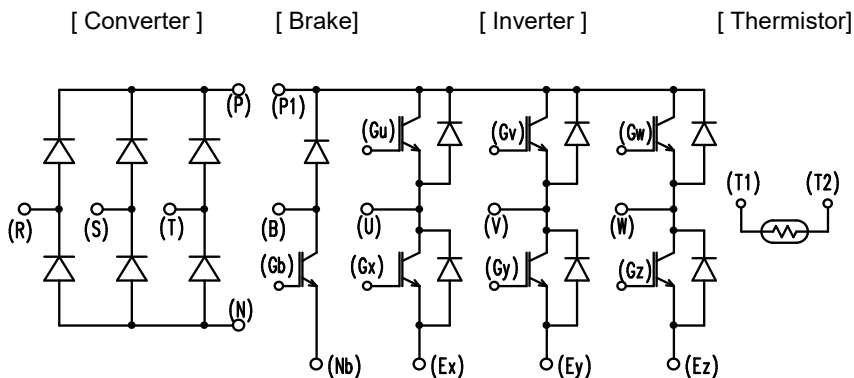 [ Converter ] [ Brake] [ Inverter ] [ Thermistor]
(P) (P1)
(Gu) (Gv) (Gw)
(T1) (T2)
(R) (S) (T) (B) (U) (V) (W)
(Gb) (Gx) (Gy) (Gz)
(N)
(Nb) (Ex) (Ey) (Ez)